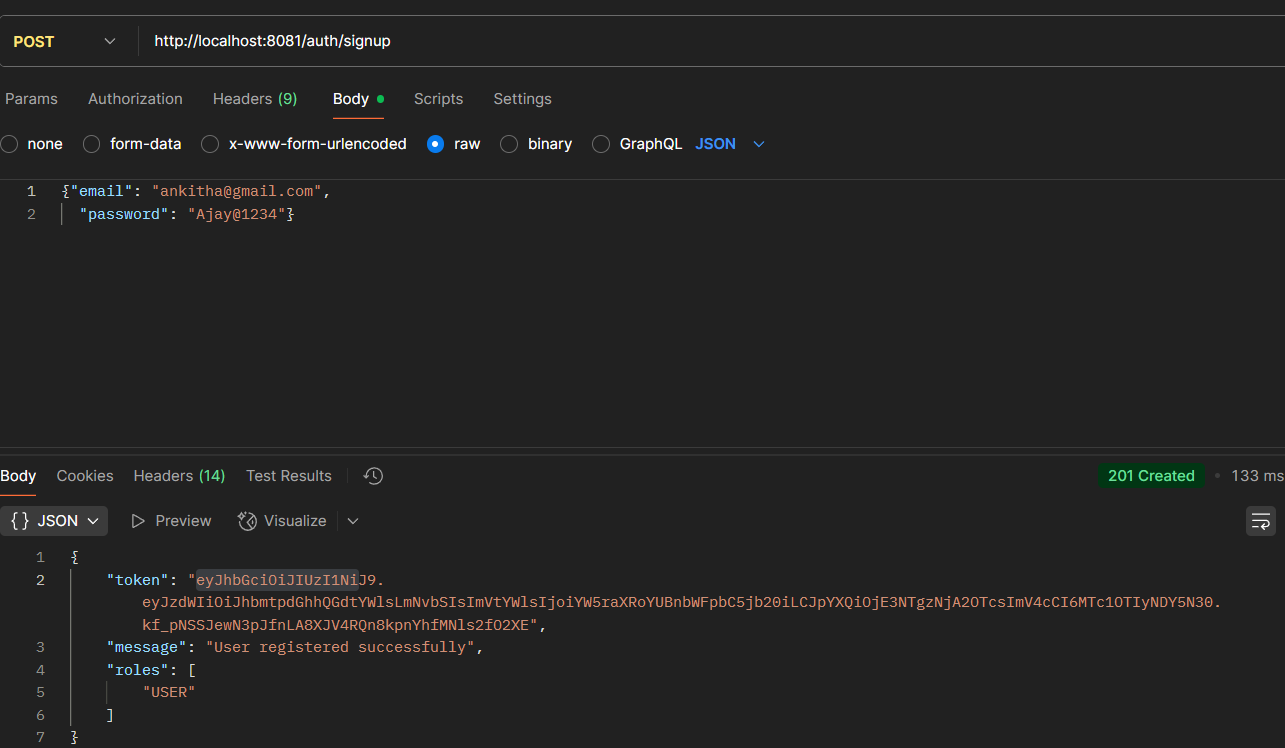 POST http://localhost:8081/auth/signup
Params Authorization Headers (9) Body Scripts Settings
none form-data x-www-form-urlencoded raw binary GraphQL JSON
1 {"email": "ankitha@gmail.com",
2 "password": "Ajay@1234"}
Body Cookies Headers (14) Test Results 201 Created • 133 ms
{} JSON Preview Visualize
1 {
2 "token": "eyJhbGciOiJIUzI1NiJ9.
eyJzdWIiOiJhbmtpdGhhQGdtYWlsLmNvbSIsImVtYWlsIjoiYW5raXRoYUBnbWFpbC5jb20iLCJpYXQiOjE3NTgzNjA2OTcsImV4cCI6MTc1OTIyNDY5N30.
kf_pNSSJewN3pJfnLA8XJV4RQn8kpnYhfMNls2fO2XE",
3 "message": "User registered successfully",
4 "roles": [
5 "USER"
6 ]
7 }